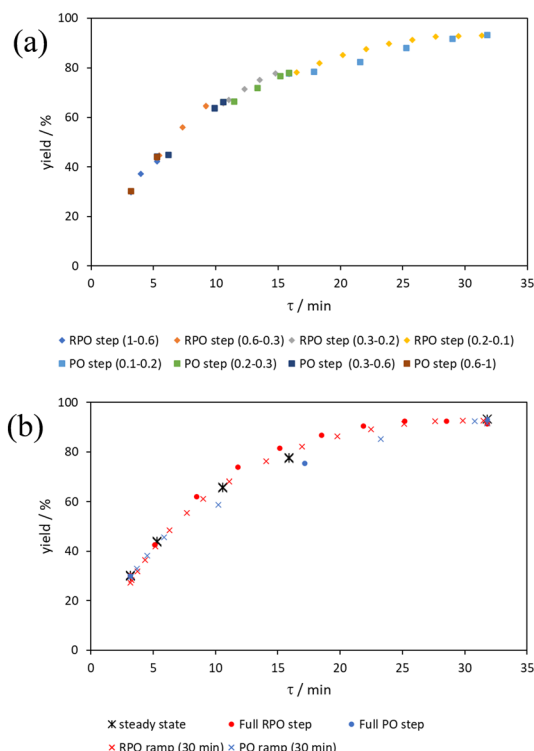 (a)
100
80
60
40
20
0
yield / %
0 5 10 15 20 25 30 35
τ / min
RPO step (1-0.6) RPO step (0.6-0.3) RPO step (0.3-0.2) RPO step (0.2-0.1)
PO step (0.1-0.2) PO step (0.2-0.3) PO step (0.3-0.6) PO step (0.6-1)
(b)
100
80
60
40
20
0
yield / %
0 5 10 15 20 25 30 35
τ / min
steady state Full RPO step Full PO step
RPO ramp (30 min) PO ramp (30 min)